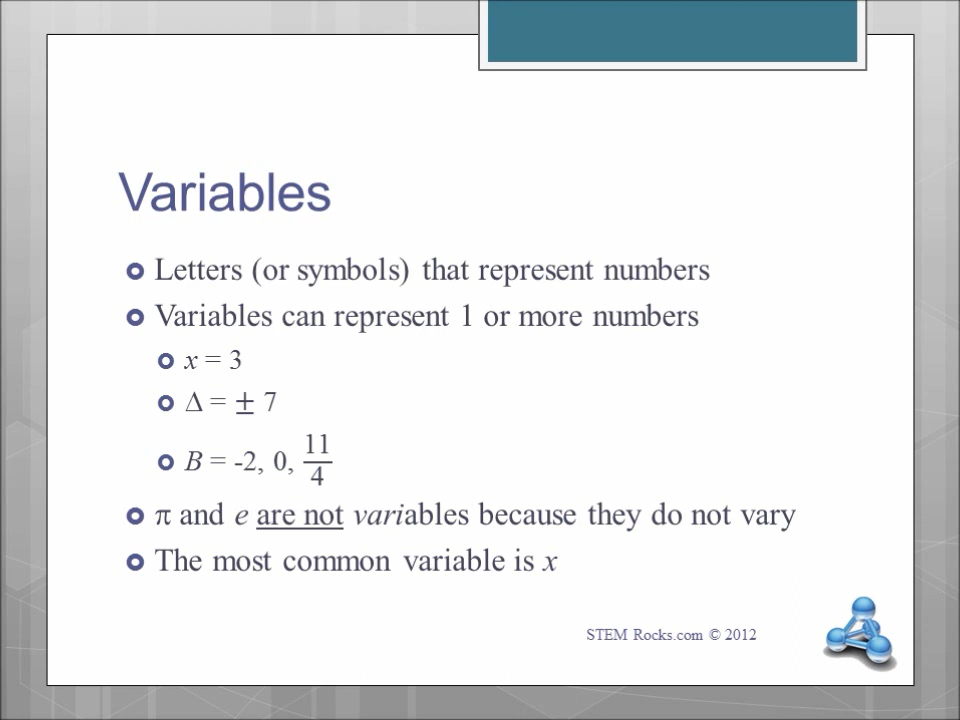 Variables
Letters (or symbols) that represent numbers
Variables can represent 1 or more numbers
x = 3
Δ = ± 7
B = -2, 0, 11/4
π and e are not variables because they do not vary
The most common variable is x
STEM Rocks.com © 2012